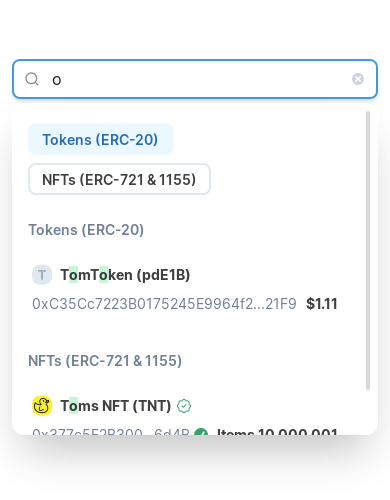 o
Tokens (ERC-20)
NFTs (ERC-721 & 1155)
Tokens (ERC-20)
T
TomToken (pdE1B)
0xC35Cc7223B0175245E9964f2...21F9 $1.11
NFTs (ERC-721 & 1155)
Toms NFT (TNT)
0x377c5F2B300...6d4B Items 10,000,001